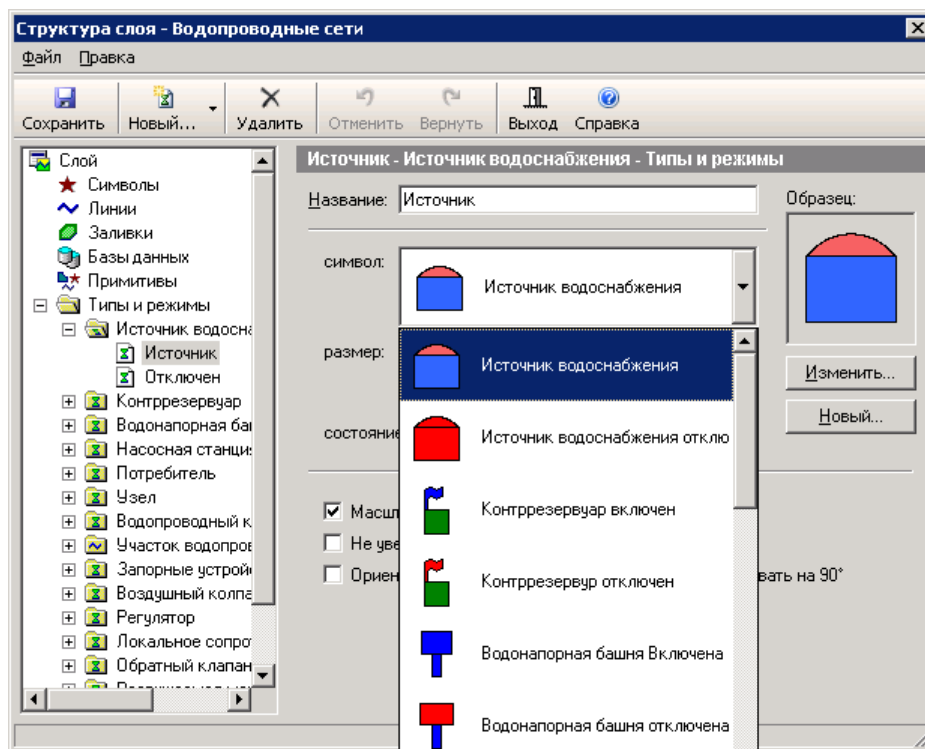 Структура слоя - Водопроводные сети
Файл Правка
Сохранить Новый... Удалить Отменить Вернуть Выход Справка
Слой
Символы
Линии
Заливки
Базы данных
Примитивы
Типы и режимы
Источник водосна
Источник
Отключен
Контррезервуар
Водонапорная ба
Насосная станци
Потребитель
Узел
Водопроводный к
Участок водопров
Запорные устрой
Воздушный колпа
Регулятор
Локальное сопро
Обратный клапан
Источник - Источник водоснабжения - Типы и режимы
Название: Источник
Образец:
символ: Источник водоснабжения
размер:
состояние
Источник водоснабжения
Источник водоснабжения отклю
Контррезервуар включен
Контррезервур отключен
Водонапорная башня Включена
Водонапорная башня отключена
Изменить...
Новый...
Масшт
Не уве
Ориен
вать на 90°